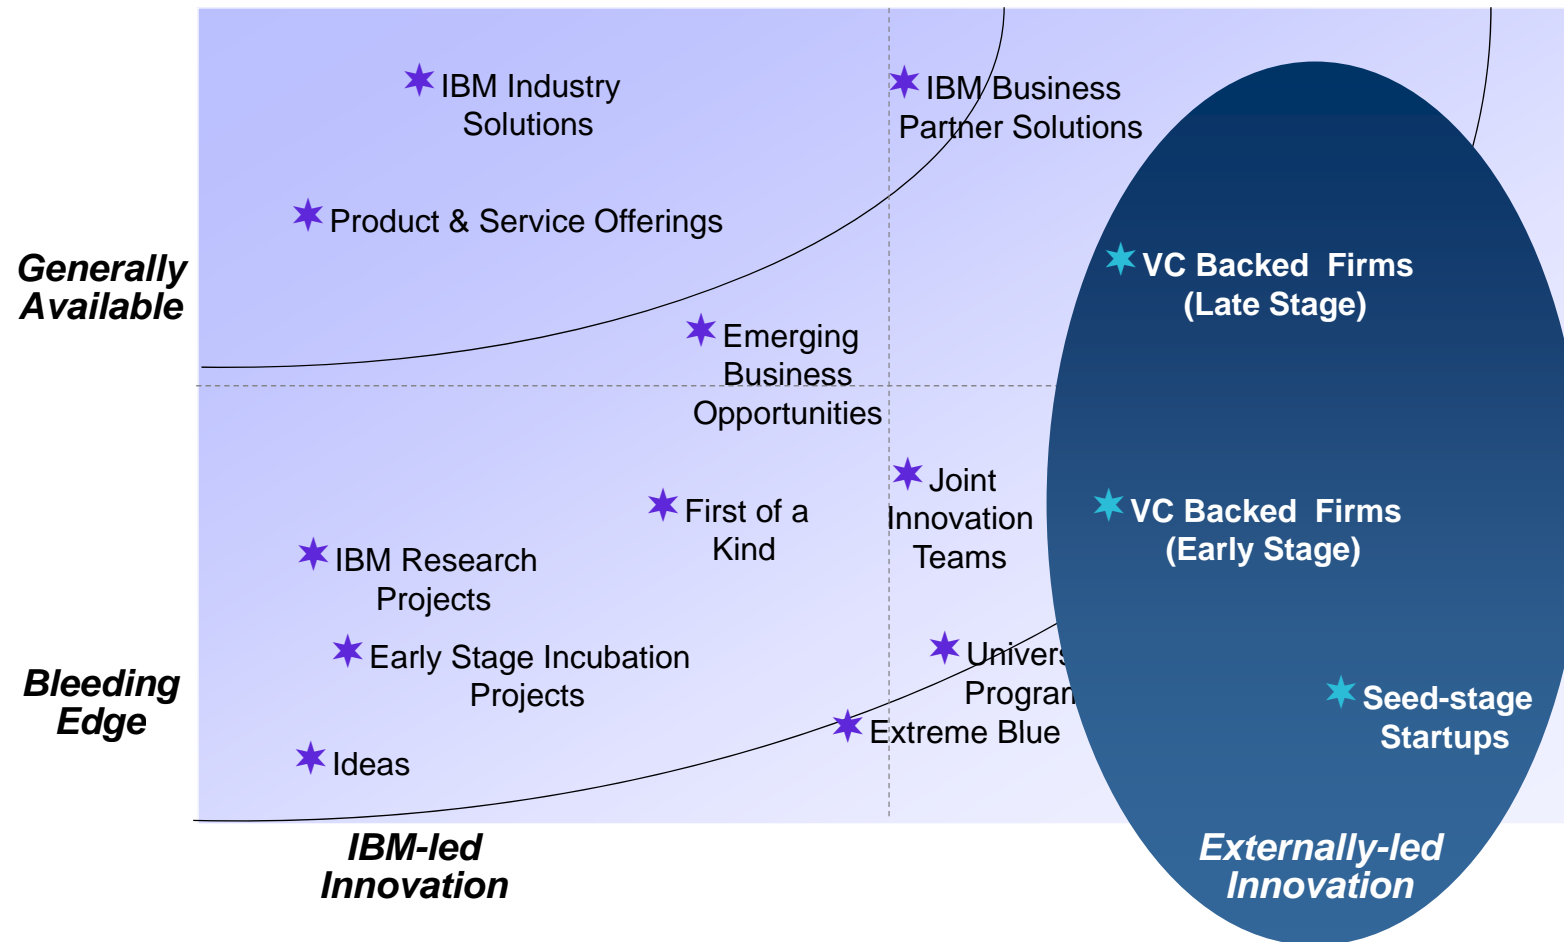 IBM Industry
Solutions
IBM Business
Partner Solutions
Product & Service Offerings
Generally
Available
VC Backed  Firms
(Late Stage)
Emerging
Business
Opportunities
Joint
Innovation
Teams
First of a
Kind
VC Backed  Firms
(Early Stage)
IBM Research
Projects
Early Stage Incubation
Projects
Bleeding
Edge
Extreme Blue
Seed-stage
Startups
Ideas
IBM-led
Innovation
Externally-led
Innovation